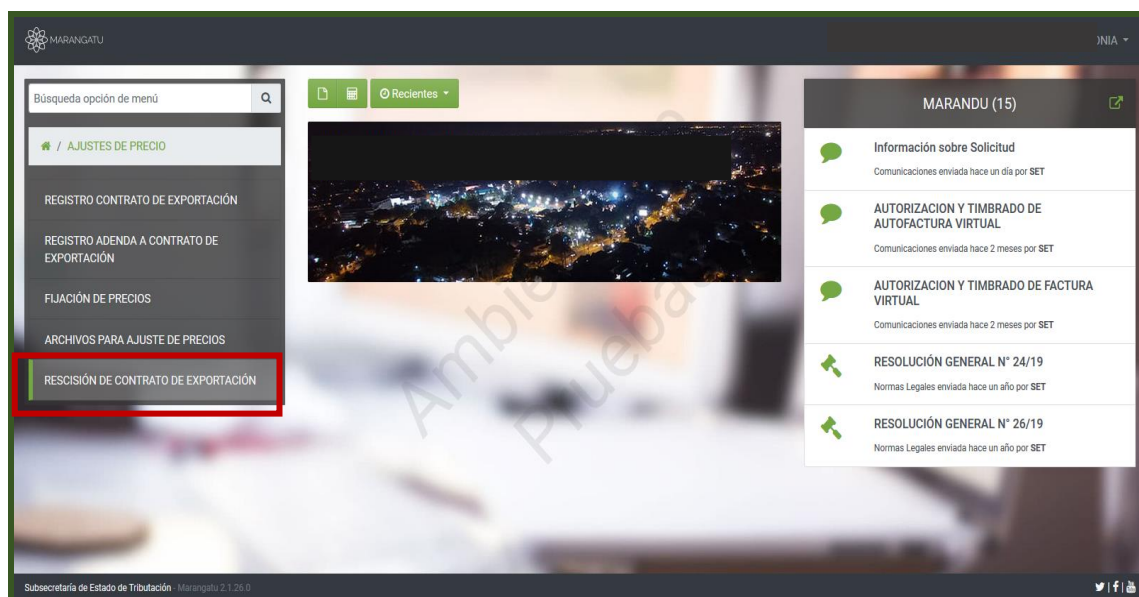 MARANGATU
ONIA
Búsqueda opción de menú
Recientes
MARANDU (15)
/ AJUSTES DE PRECIO
REGISTRO CONTRATO DE EXPORTACIÓN
REGISTRO ADENDA A CONTRATO DE
EXPORTACIÓN
FIJACIÓN DE PRECIOS
ARCHIVOS PARA AJUSTE DE PRECIOS
RESCISIÓN DE CONTRATO DE EXPORTACIÓN
Información sobre Solicitud
Comunicaciones enviada hace un día por SET
AUTORIZACION Y TIMBRADO DE
AUTOFACTURA VIRTUAL
Comunicaciones enviada hace 2 meses por SET
AUTORIZACION Y TIMBRADO DE FACTURA
VIRTUAL
Comunicaciones enviada hace 2 meses por SET
RESOLUCIÓN GENERAL N° 24/19
Normas Legales enviada hace un año por SET
RESOLUCIÓN GENERAL N° 26/19
Normas Legales enviada hace un año por SET
Subsecretaría de Estado de Tributación - Marangatu 2.1.26.0